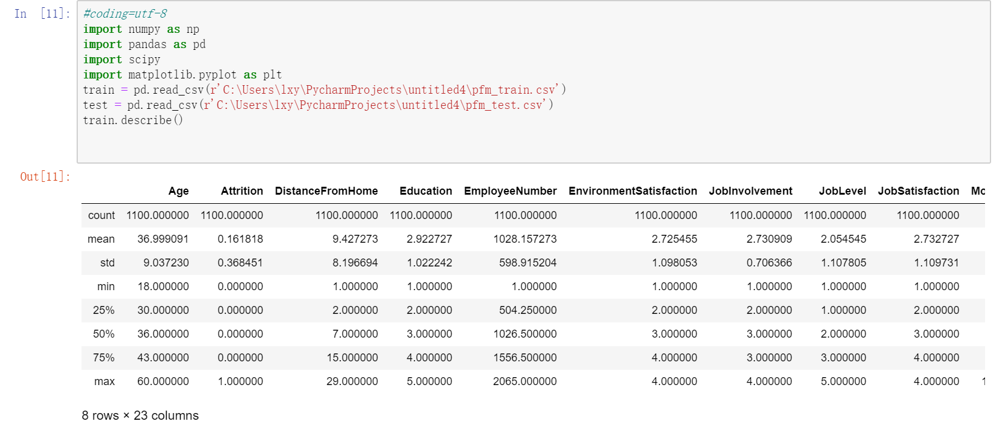 In [11]: #coding=utf-8
import numpy as np
import pandas as pd
import scipy
import matplotlib.pyplot as plt
train = pd.read_csv(r'C:\Users\lxy\PycharmProjects\untitled4\pfm_train.csv')
test = pd.read_csv(r'C:\Users\lxy\PycharmProjects\untitled4\pfm_test.csv')
train.describe()
Out[11]:
Age Attrition DistanceFromHome Education EmployeeNumber EnvironmentSatisfaction JobInvolvement JobLevel JobSatisfaction Mo
count 1100.000000 1100.000000 1100.000000 1100.000000 1100.000000 1100.000000 1100.000000 1100.000000 1100.000000
mean 36.999091 0.161818 9.427273 2.922727 1028.157273 2.725455 2.730909 2.054545 2.732727
std 9.037230 0.368451 8.196694 1.022242 598.915204 1.098053 0.706366 1.107805 1.109731
min 18.000000 0.000000 1.000000 1.000000 1.000000 1.000000 1.000000 1.000000 1.000000
25% 30.000000 0.000000 2.000000 2.000000 504.250000 2.000000 2.000000 1.000000 2.000000
50% 36.000000 0.000000 7.000000 3.000000 1026.500000 3.000000 3.000000 2.000000 3.000000
75% 43.000000 0.000000 15.000000 4.000000 1556.500000 4.000000 3.000000 3.000000 4.000000
max 60.000000 1.000000 29.000000 5.000000 2065.000000 4.000000 4.000000 5.000000 4.000000 1
8 rows × 23 columns